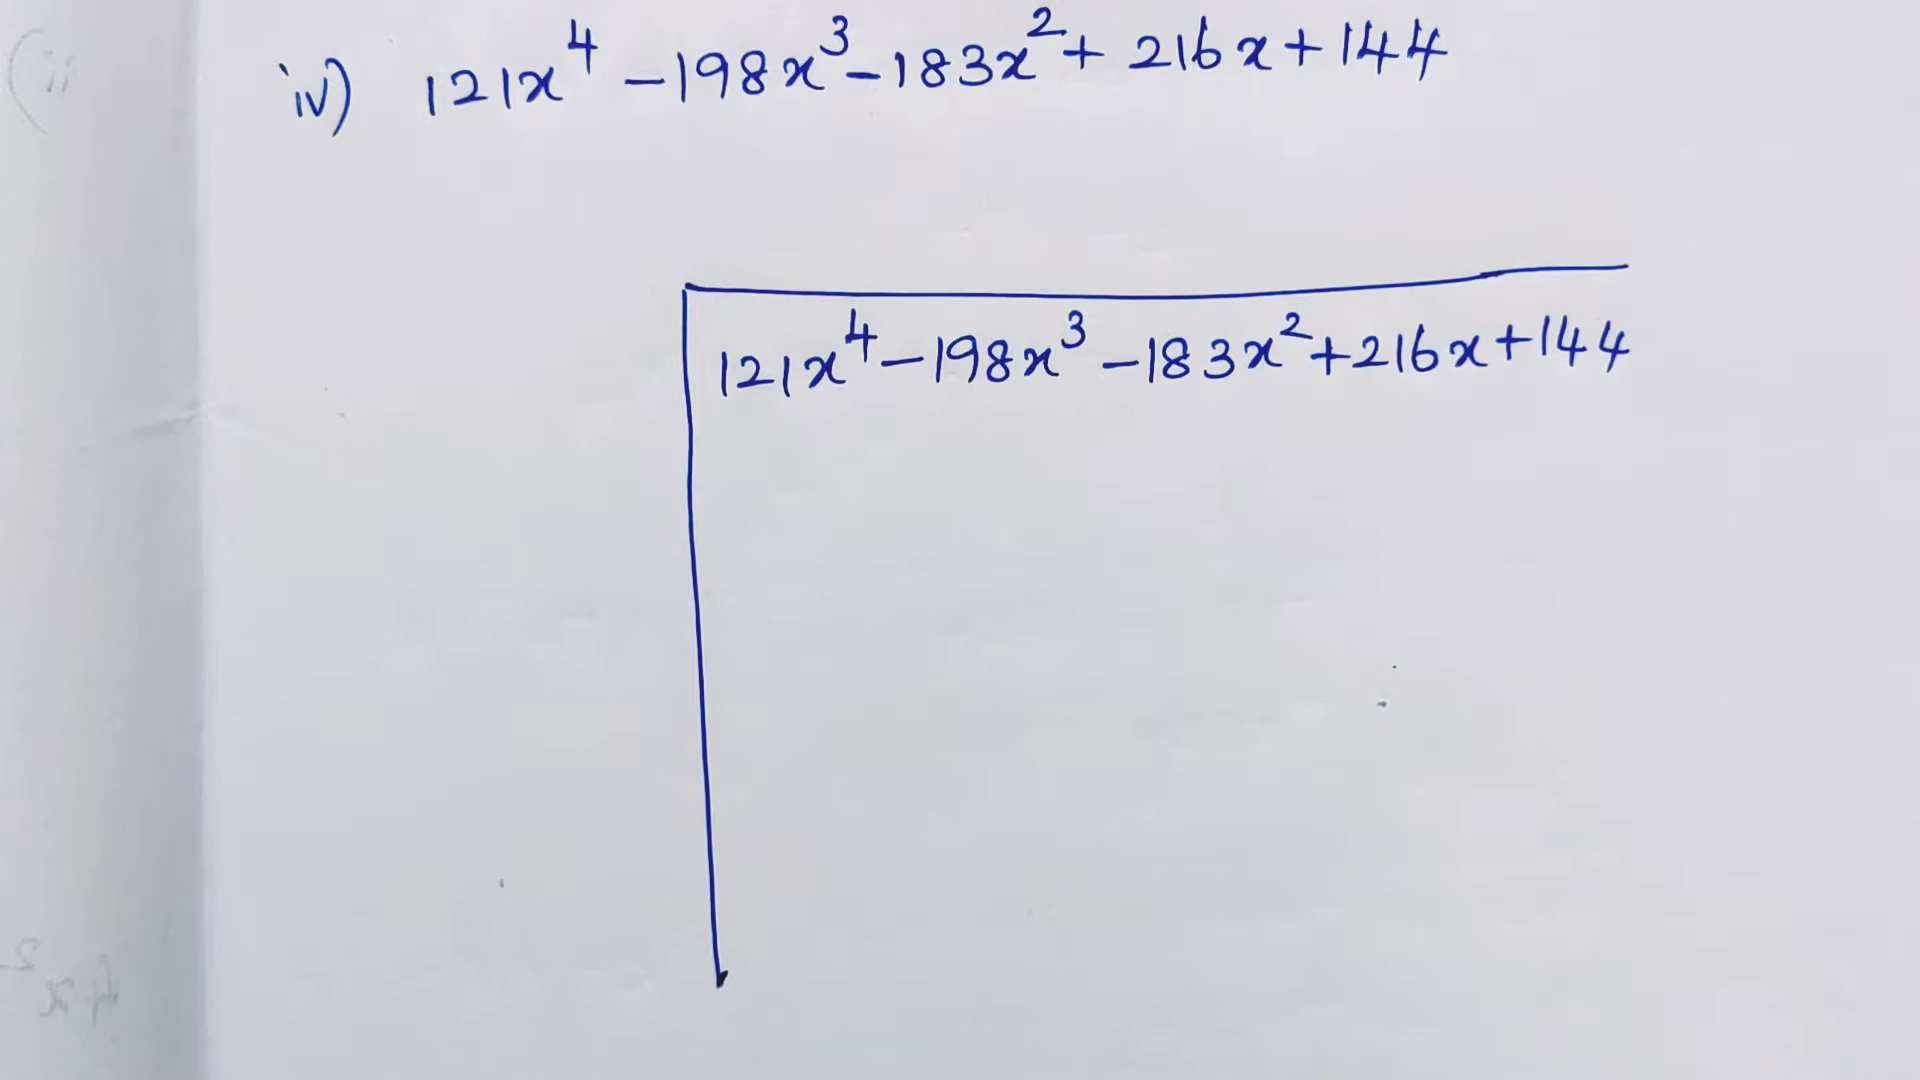 iv) 121x⁴ - 198x³ - 183x² + 216x + 144
121x⁴ - 198x³ - 183x² + 216x + 144